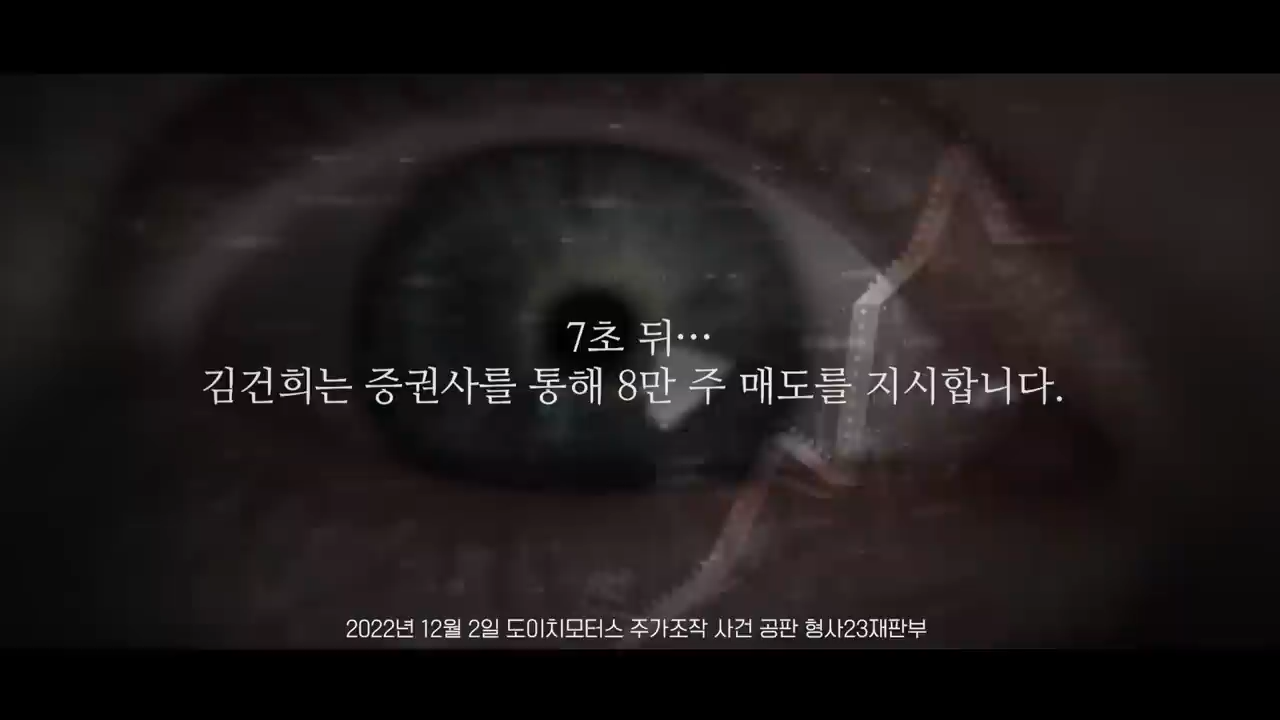 7초 뒤…
김건희는 증권사를 통해 8만 주 매도를 지시합니다.
2022년 12월 2일 도이치모터스 주가조작 사건 공판 형사23재판부